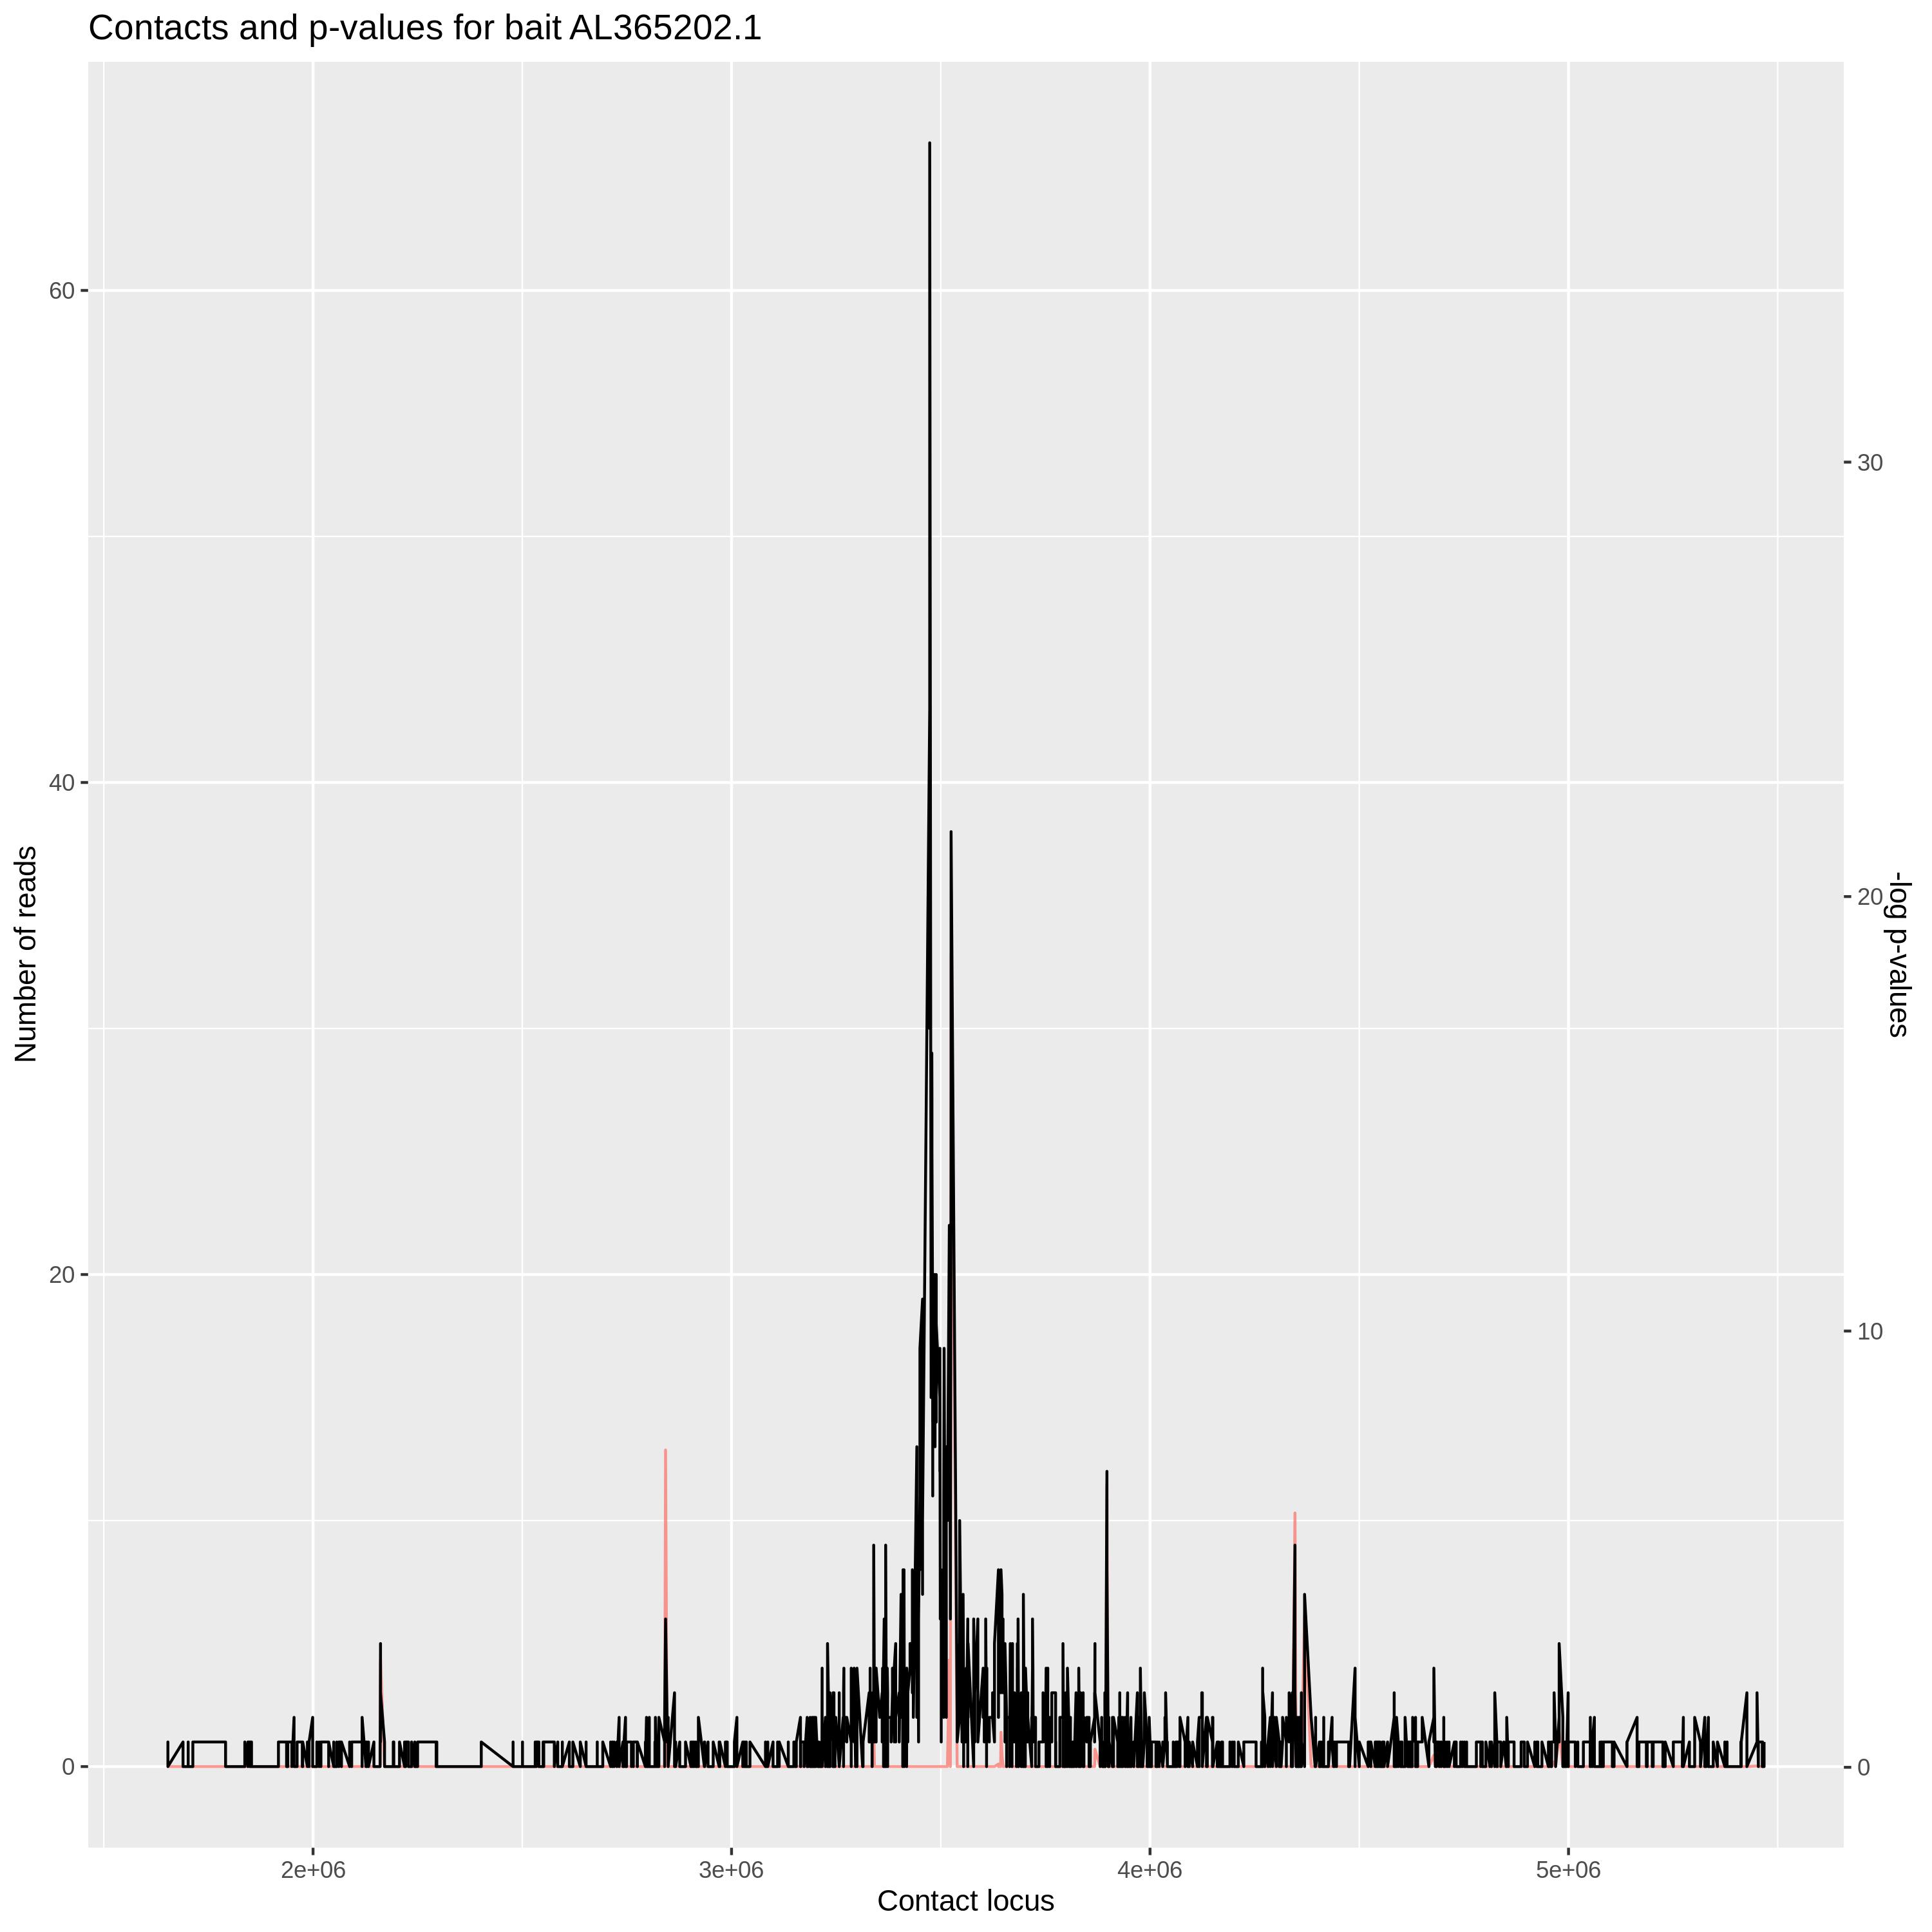 Contacts and p-values for bait AL365202.1
60
40
20
0
Number of reads
30
20
10
0
-log p-values
2e+06
3e+06
4e+06
5e+06
Contact locus